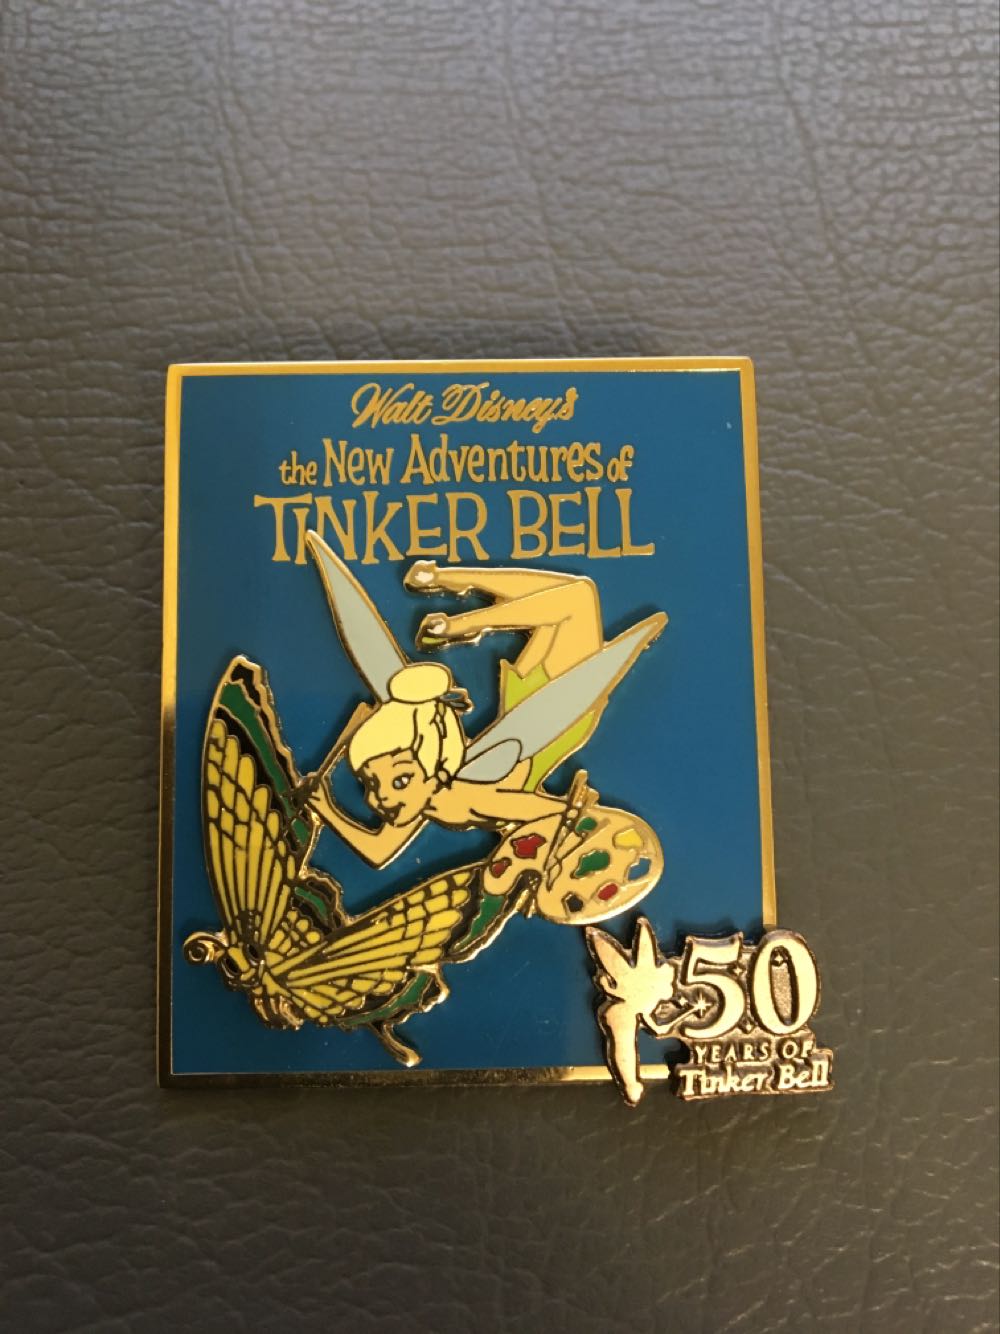 Walt Disney's
the New Adventures of
TINKER BELL
50
YEARS OF
Tinker Bell